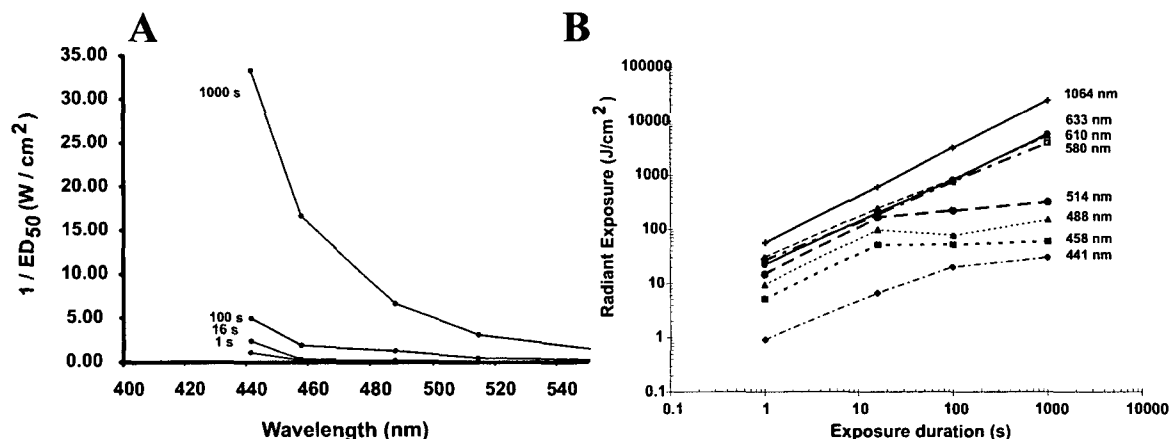 A
35.00
30.00
25.00
20.00
15.00
10.00
5.00
0.00
1 / ED50 (W / cm2)
1000 s
100 s
16 s
1 s
400 420 440 460 480 500 520 540
Wavelength (nm)
B
100000
10000
1000
100
10
1
0.1
Radiant Exposure (J/cm2)
1064 nm
633 nm
610 nm
580 nm
514 nm
488 nm
458 nm
441 nm
0.1 1 10 100 1000 10000
Exposure duration (s)